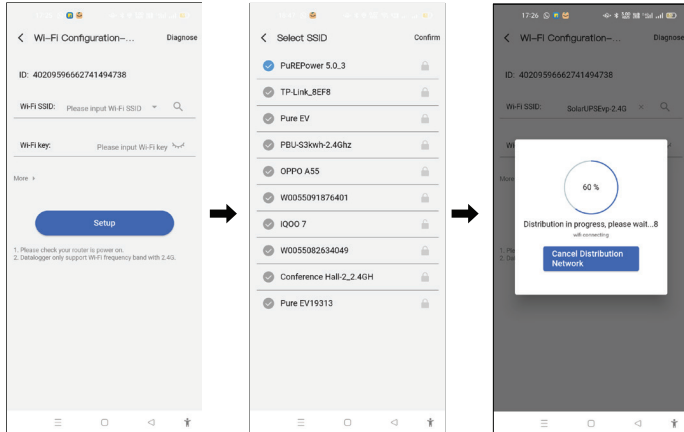 Wi-Fi Configuration-... Diagnose
ID: 40209596662741494738
Wi-Fi SSID: Please input Wi-Fi SSID
Wi-Fi key: Please input Wi-Fi key
More +
Setup
1. Please check your router is power on.
2. Datalogger only support Wi-Fi frequency band with 2.4G.
Select SSID Confirm
PuREPower 5.0_3
TP-Link_8EF8
Pure EV
PBU-S3kwh-2.4Ghz
OPPO A55
W0055091876401
IQOO 7
W0055082634049
Conference Hall-2_2.4GH
Pure EV19313
17:26
Wi-Fi Configuration-... Diagnose
ID: 40209596662741494738
Wi-Fi SSID: SolarUPSEvp-2.4G
60 %
Distribution in progress, please wait...8
wifi connecting
Cancel Distribution
Network